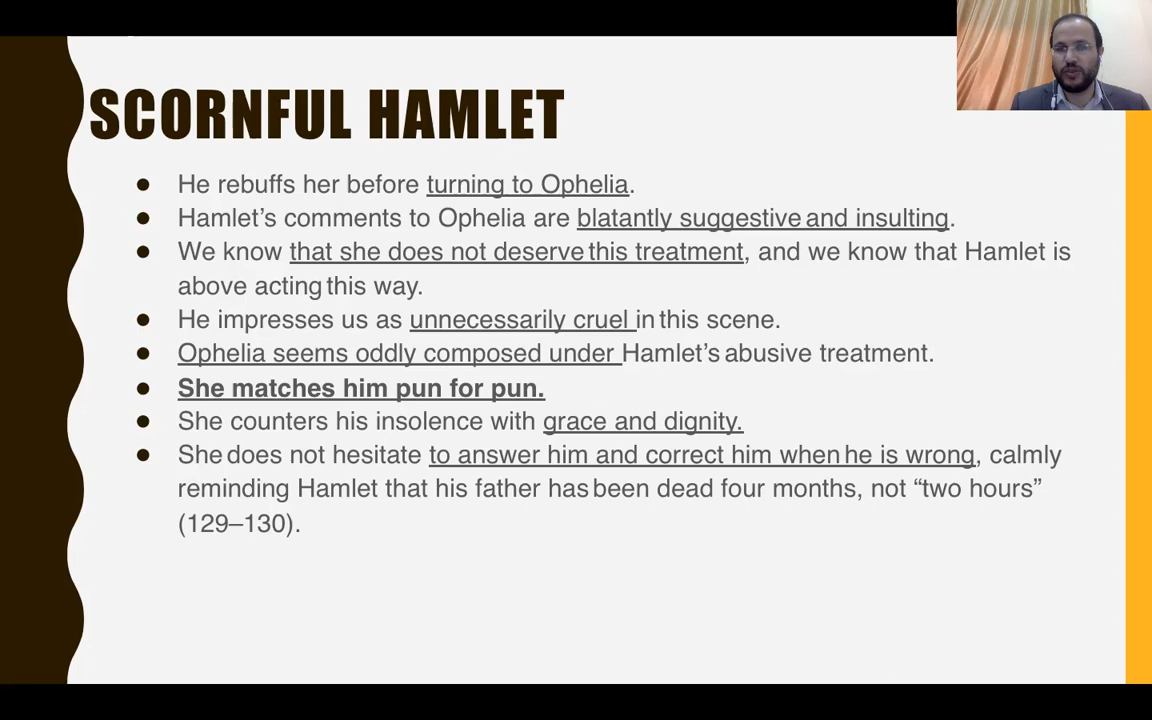 SCORNFUL HAMLET
● He rebuffs her before turning to Ophelia.
● Hamlet’s comments to Ophelia are blatantly suggestive and insulting.
● We know that she does not deserve this treatment, and we know that Hamlet is
above acting this way.
● He impresses us as unnecessarily cruel in this scene.
● Ophelia seems oddly composed under Hamlet’s abusive treatment.
● She matches him pun for pun.
● She counters his insolence with grace and dignity.
● She does not hesitate to answer him and correct him when he is wrong, calmly
reminding Hamlet that his father has been dead four months, not “two hours”
(129–130).